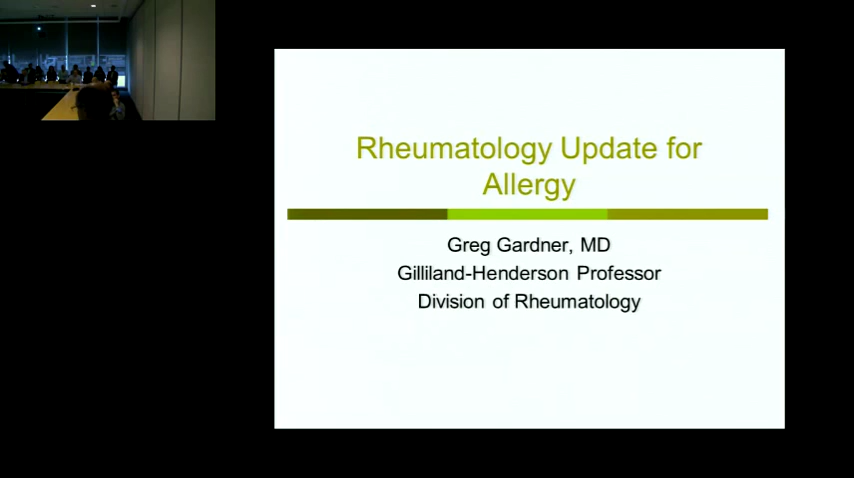 Rheumatology Update for
Allergy
Greg Gardner, MD
Gilliland-Henderson Professor
Division of Rheumatology